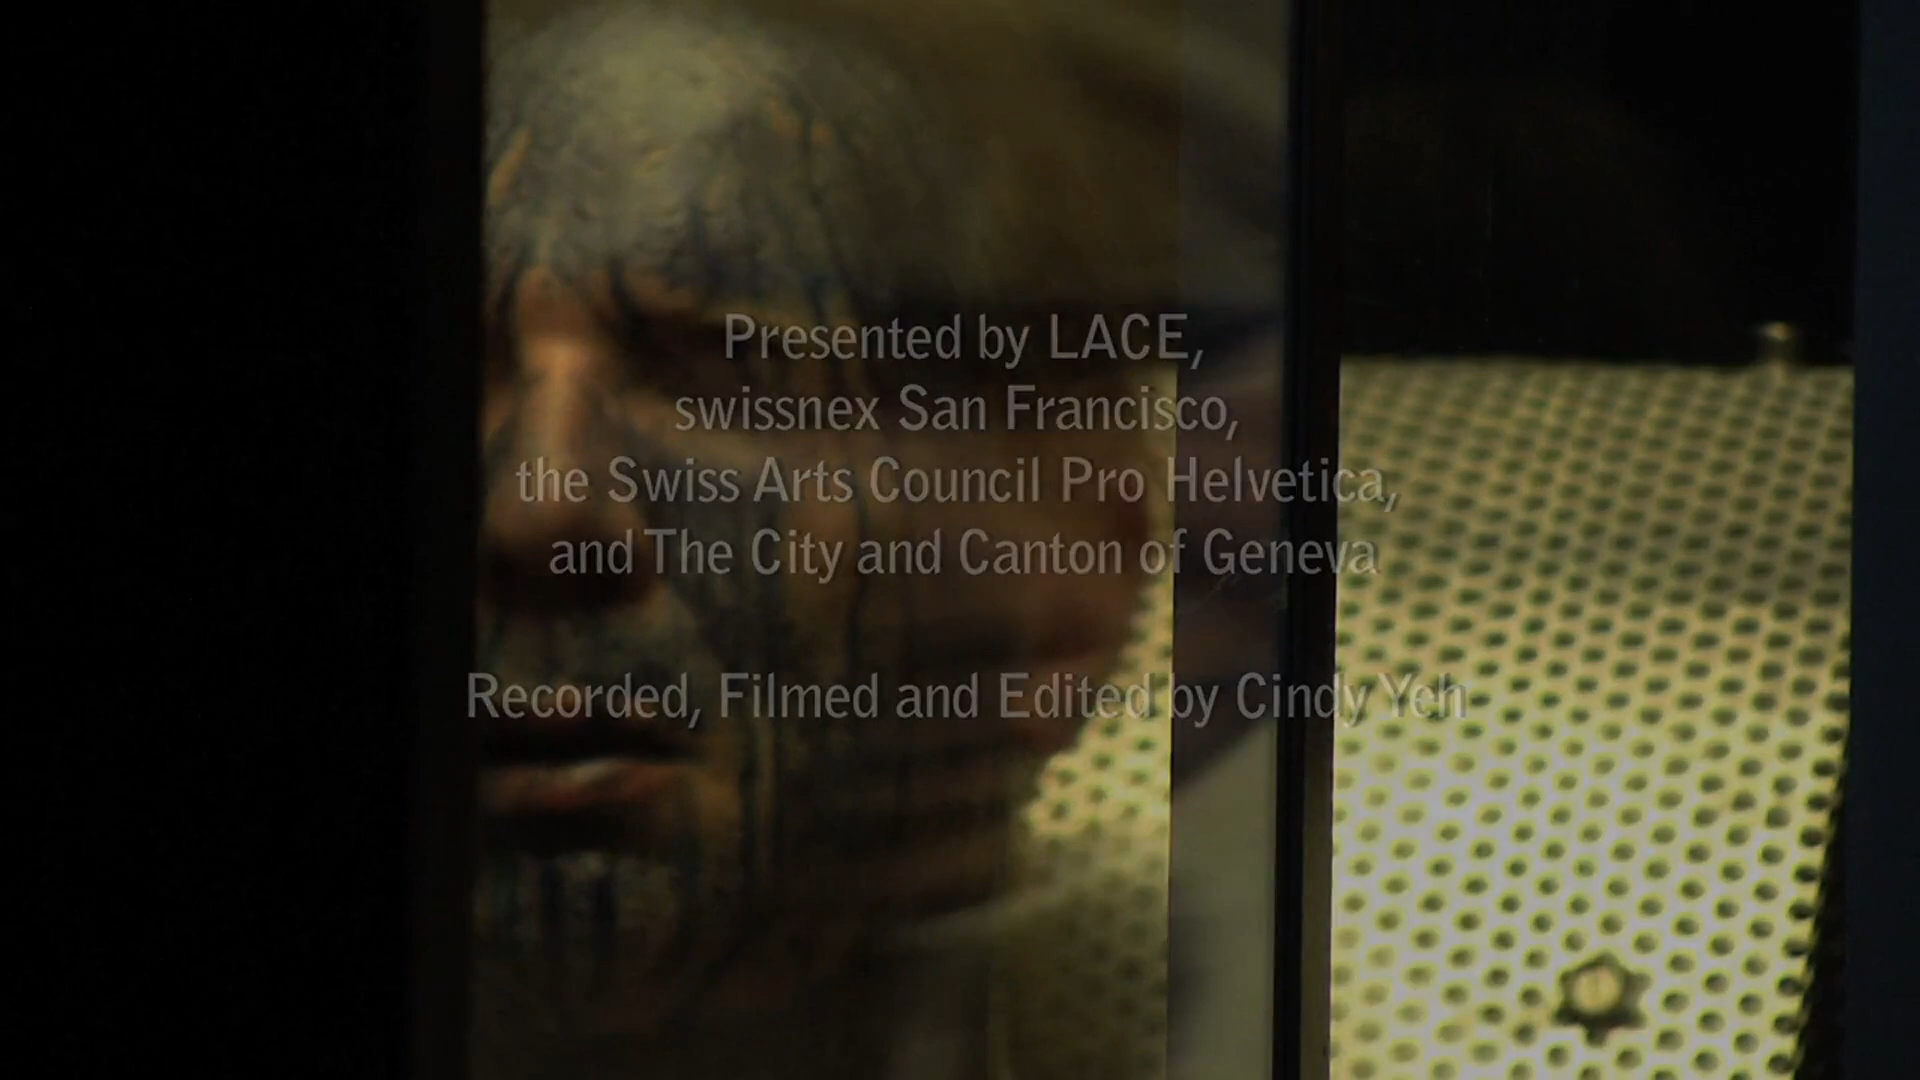 Presented by LACE,
swissnex San Francisco,
the Swiss Arts Council Pro Helvetica,
and The City and Canton of Geneva
Recorded, Filmed and Edited by Cindy Yeh